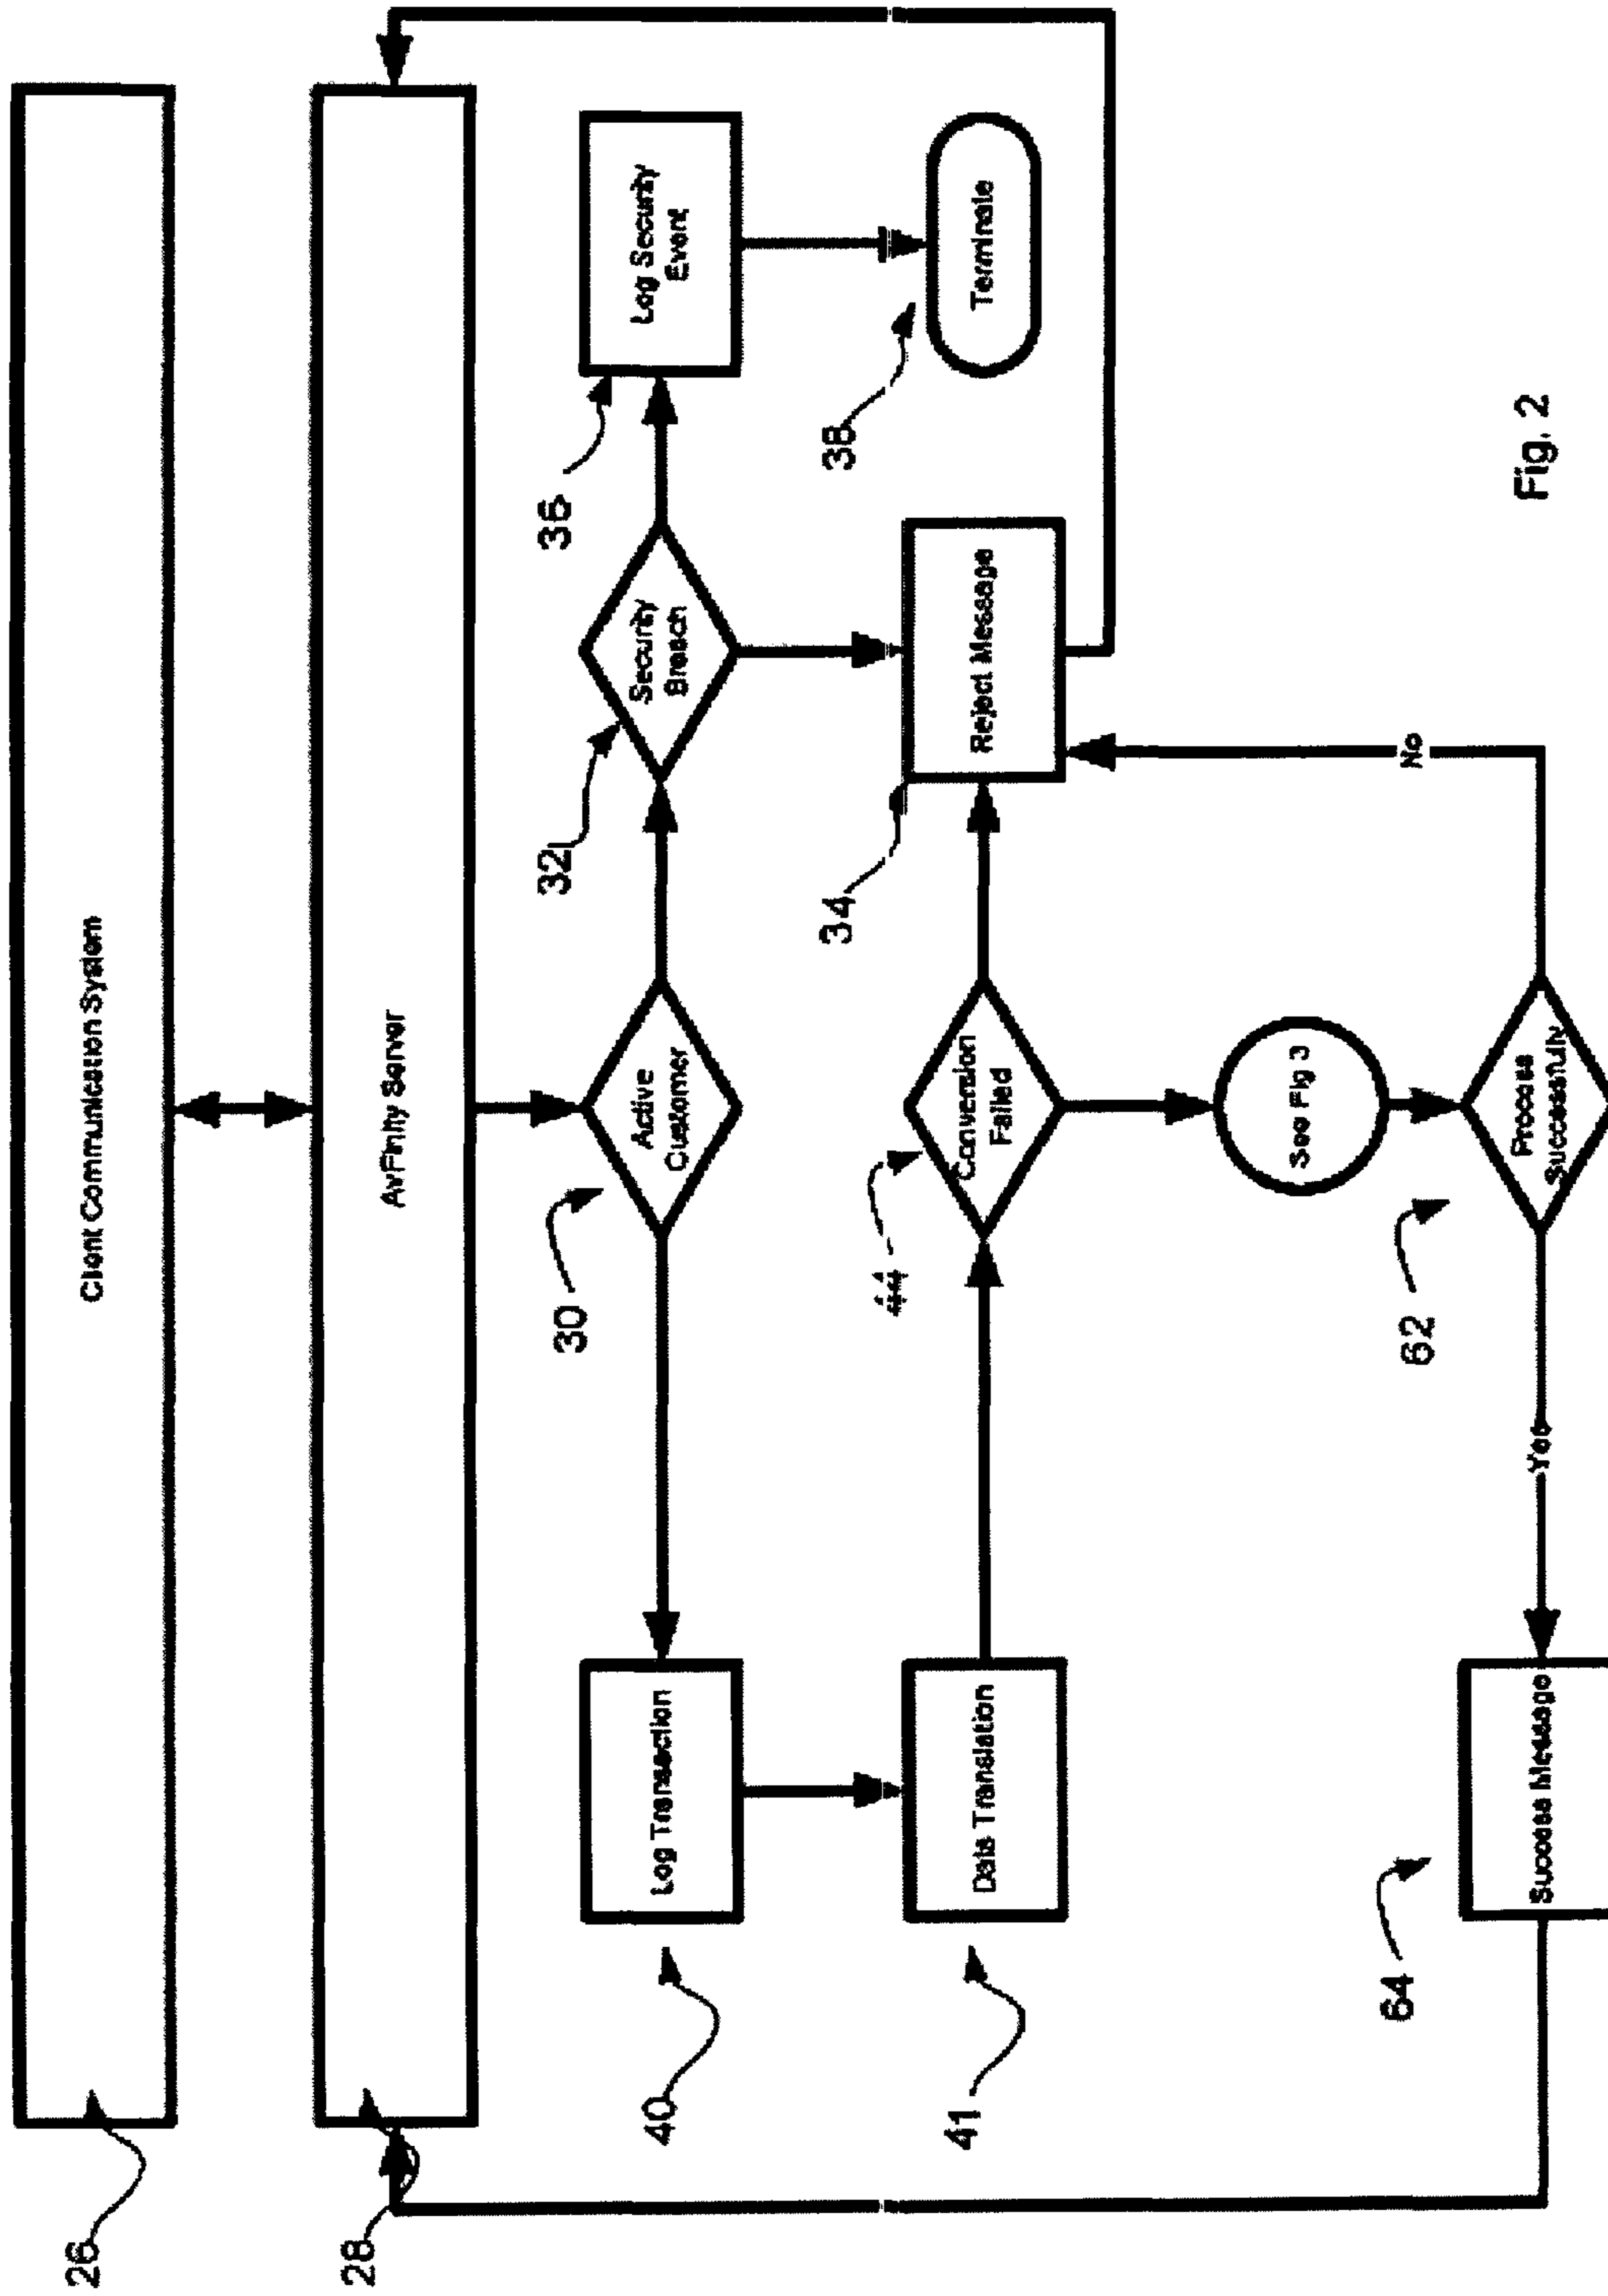 Client Communication System
26
AvFinity Server
28
Active
Customer
30
Security
Breach
32
Log Security
Event
36
Log Transaction
40
Data Translation
41
Conversion
Failed
44
Reject Message
34
Terminate
38
See Fig 3
Process
Successfully
62
Yes
No
Success Message
64
Fig. 2